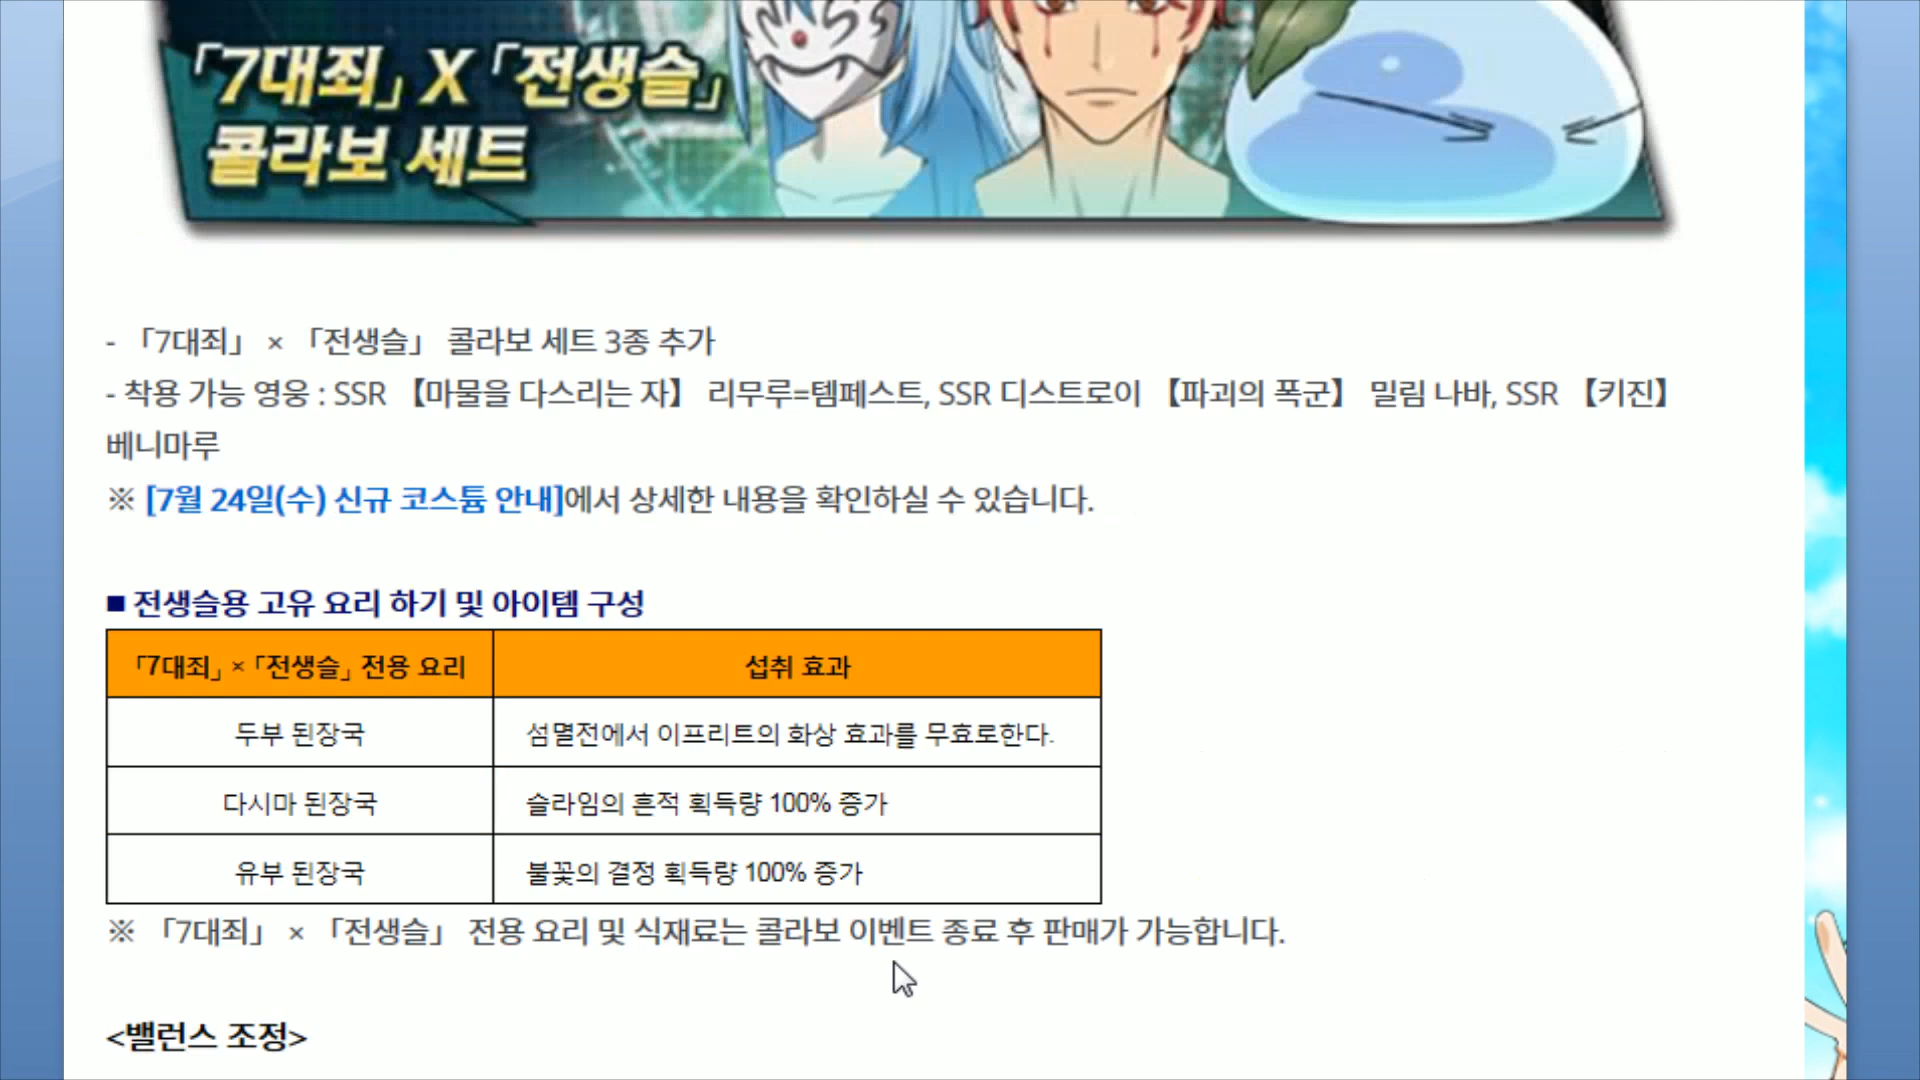 「7대죄」 X 「전생슬」
콜라보 세트
- 「7대죄」 × 「전생슬」 콜라보 세트 3종 추가
- 착용 가능 영웅 : SSR 【마물을 다스리는 자】 리무루=템페스트, SSR 디스트로이 【파괴의 폭군】 밀림 나바, SSR 【키진】
베니마루
※ [7월 24일(수) 신규 코스튬 안내]에서 상세한 내용을 확인하실 수 있습니다.
■ 전생슬용 고유 요리 하기 및 아이템 구성
「7대죄」 × 「전생슬」 전용 요리 섭취 효과
두부 된장국 섬멸전에서 이프리트의 화상 효과를 무효로한다.
다시마 된장국 슬라임의 흔적 획득량 100% 증가
유부 된장국 불꽃의 결정 획득량 100% 증가
※ 「7대죄」 × 「전생슬」 전용 요리 및 식재료는 콜라보 이벤트 종료 후 판매가 가능합니다.
<밸런스 조정>